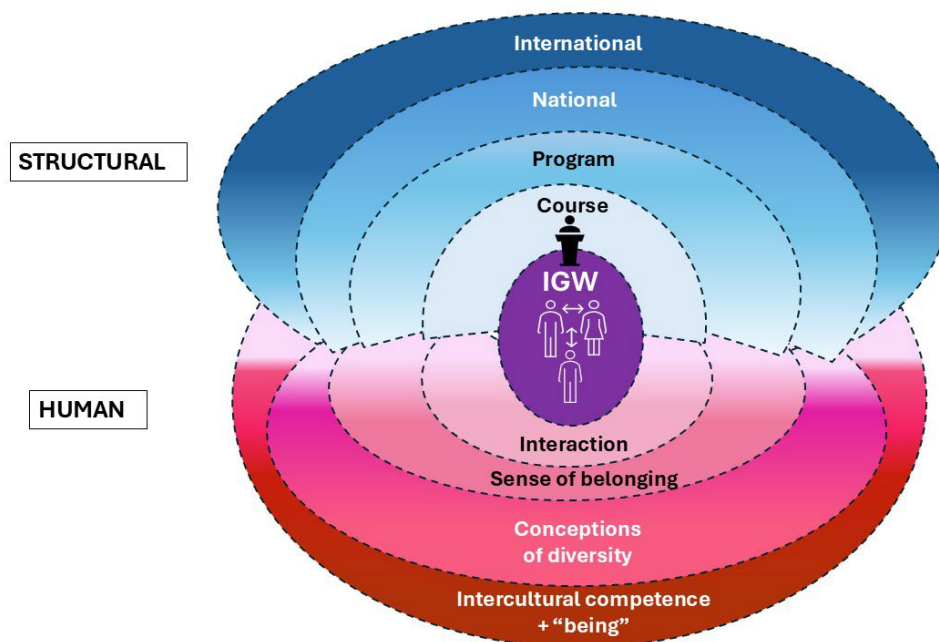 International
National
STRUCTURAL
Program
Course
IGW
HUMAN
Interaction
Sense of belonging
Conceptions
of diversity
Intercultural competence
+ “being”